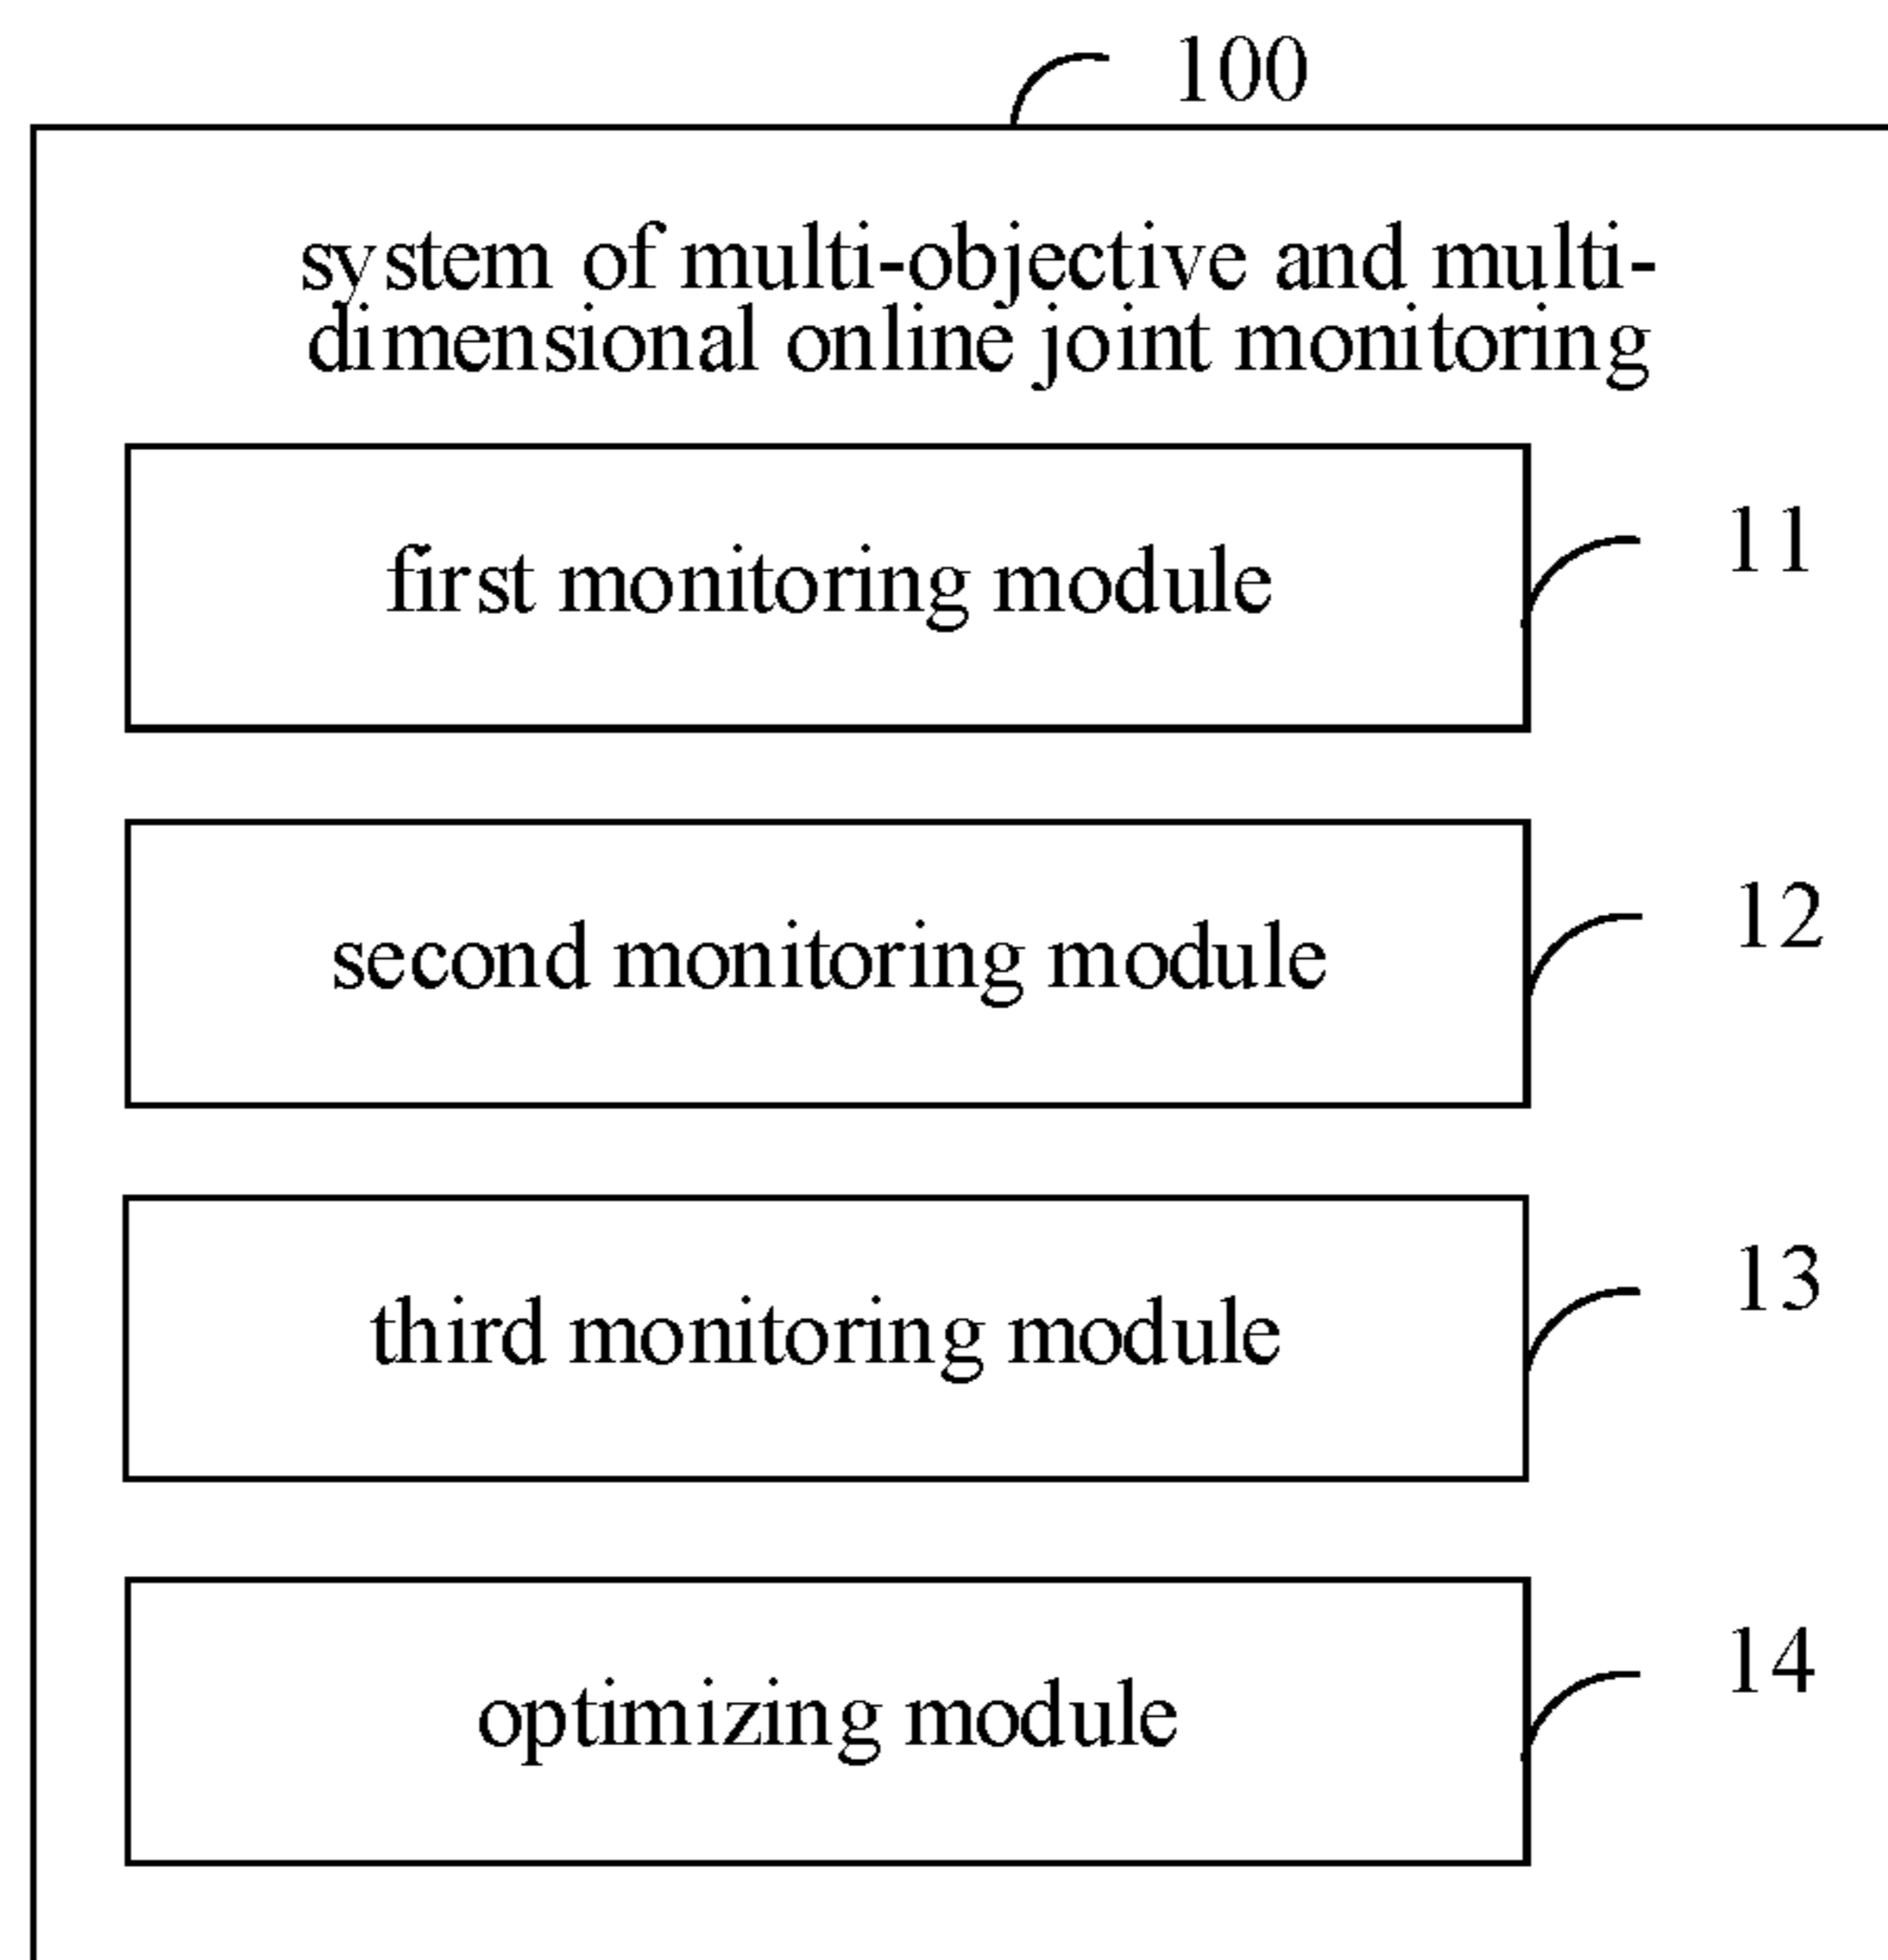 100
system of multi-objective and multi-
dimensional online joint monitoring
first monitoring module
11
second monitoring module
12
third monitoring module
13
optimizing module
14